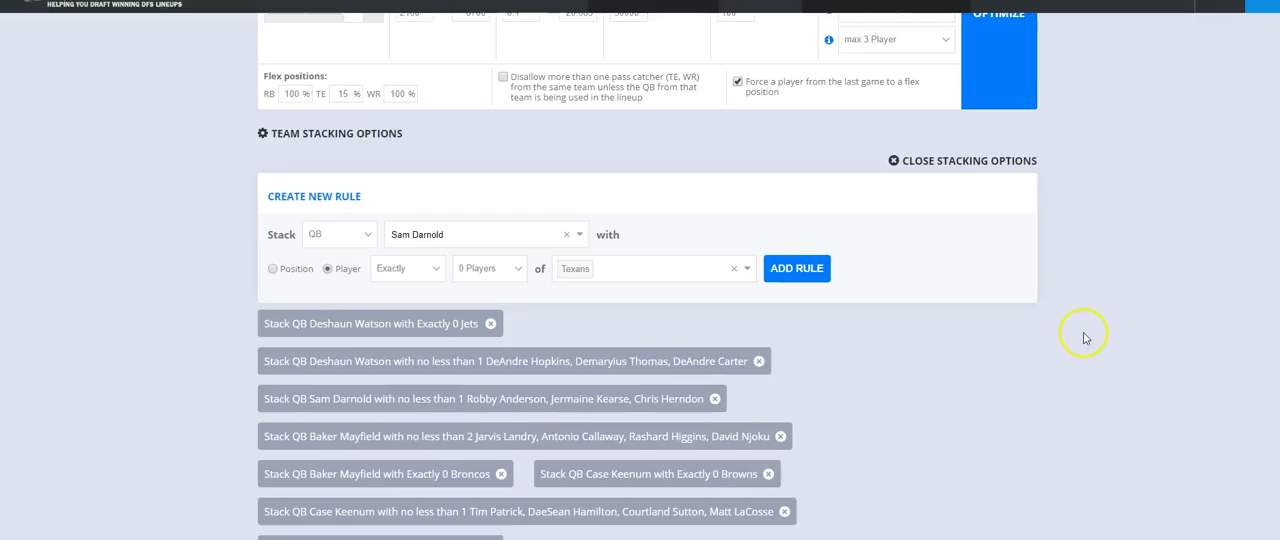 HELPING YOU DRAFT WINNING DFS LINEUPS
OPTIMIZE
max 3 Player
Flex positions:
RB 100 % TE 15 % WR 100 %
Disallow more than one pass catcher (TE, WR)
from the same team unless the QB from that
team is being used in the lineup
Force a player from the last game to a flex
position
TEAM STACKING OPTIONS
CLOSE STACKING OPTIONS
CREATE NEW RULE
Stack QB Sam Darnold with
Position Player Exactly 0 Players of Texans ADD RULE
Stack QB Deshaun Watson with Exactly 0 Jets
Stack QB Deshaun Watson with no less than 1 DeAndre Hopkins, Demaryius Thomas, DeAndre Carter
Stack QB Sam Darnold with no less than 1 Robby Anderson, Jermaine Kearse, Chris Herndon
Stack QB Baker Mayfield with no less than 2 Jarvis Landry, Antonio Callaway, Rashard Higgins, David Njoku
Stack QB Baker Mayfield with Exactly 0 Broncos Stack QB Case Keenum with Exactly 0 Browns
Stack QB Case Keenum with no less than 1 Tim Patrick, DaeSean Hamilton, Courtland Sutton, Matt LaCosse